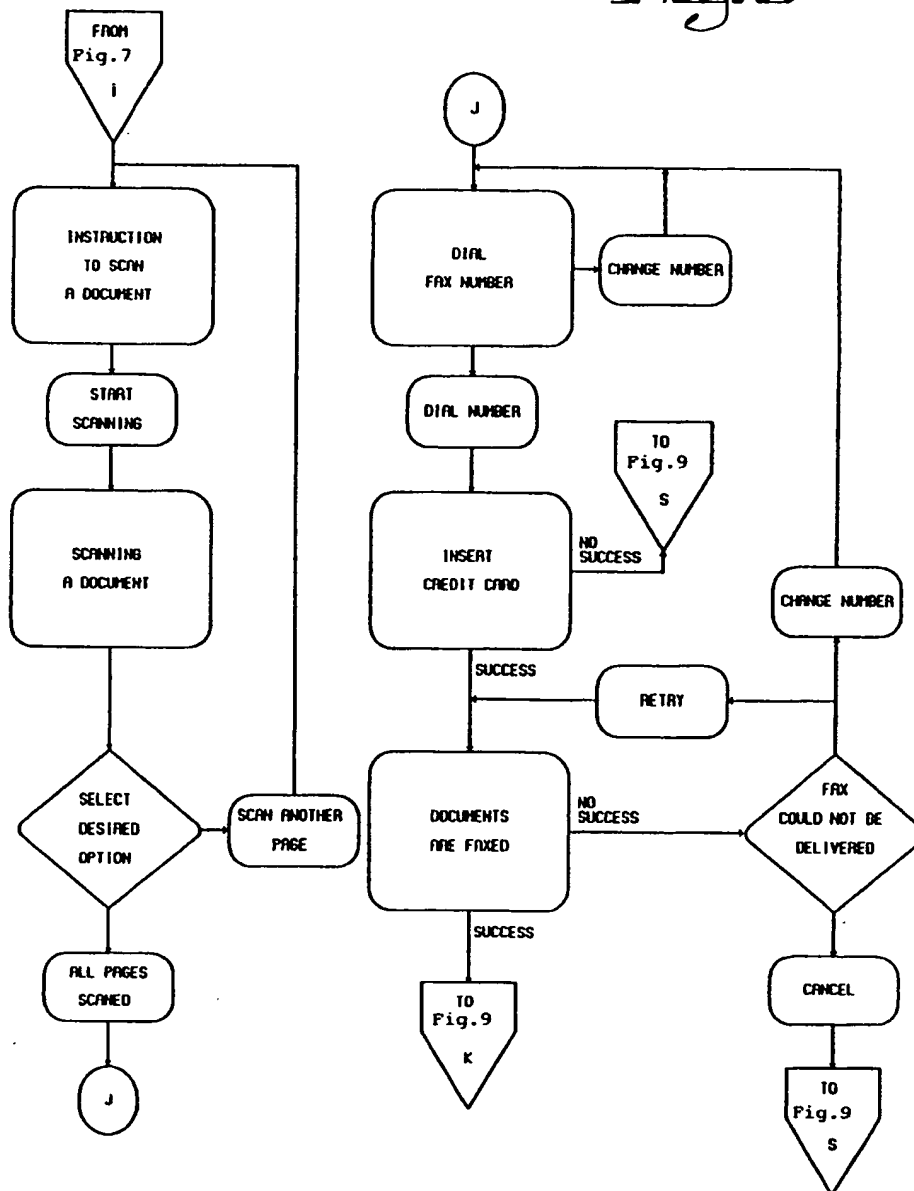 FROM
Fig.7
i
INSTRUCTION
TO SCAN
A DOCUMENT
START
SCANNING
SCANNING
A DOCUMENT
SELECT
DESIRED
OPTION
SCAN ANOTHER
PAGE
ALL PAGES
SCANED
J
J
DIAL
FAX NUMBER
CHANGE NUMBER
DIAL NUMBER
TO
Fig.9
S
INSERT
CREDIT CARD
NO
SUCCESS
SUCCESS
CHANGE NUMBER
RETRY
DOCUMENTS
ARE FAXED
NO
SUCCESS
FAX
COULD NOT BE
DELIVERED
SUCCESS
TO
Fig.9
K
CANCEL
TO
Fig.9
S